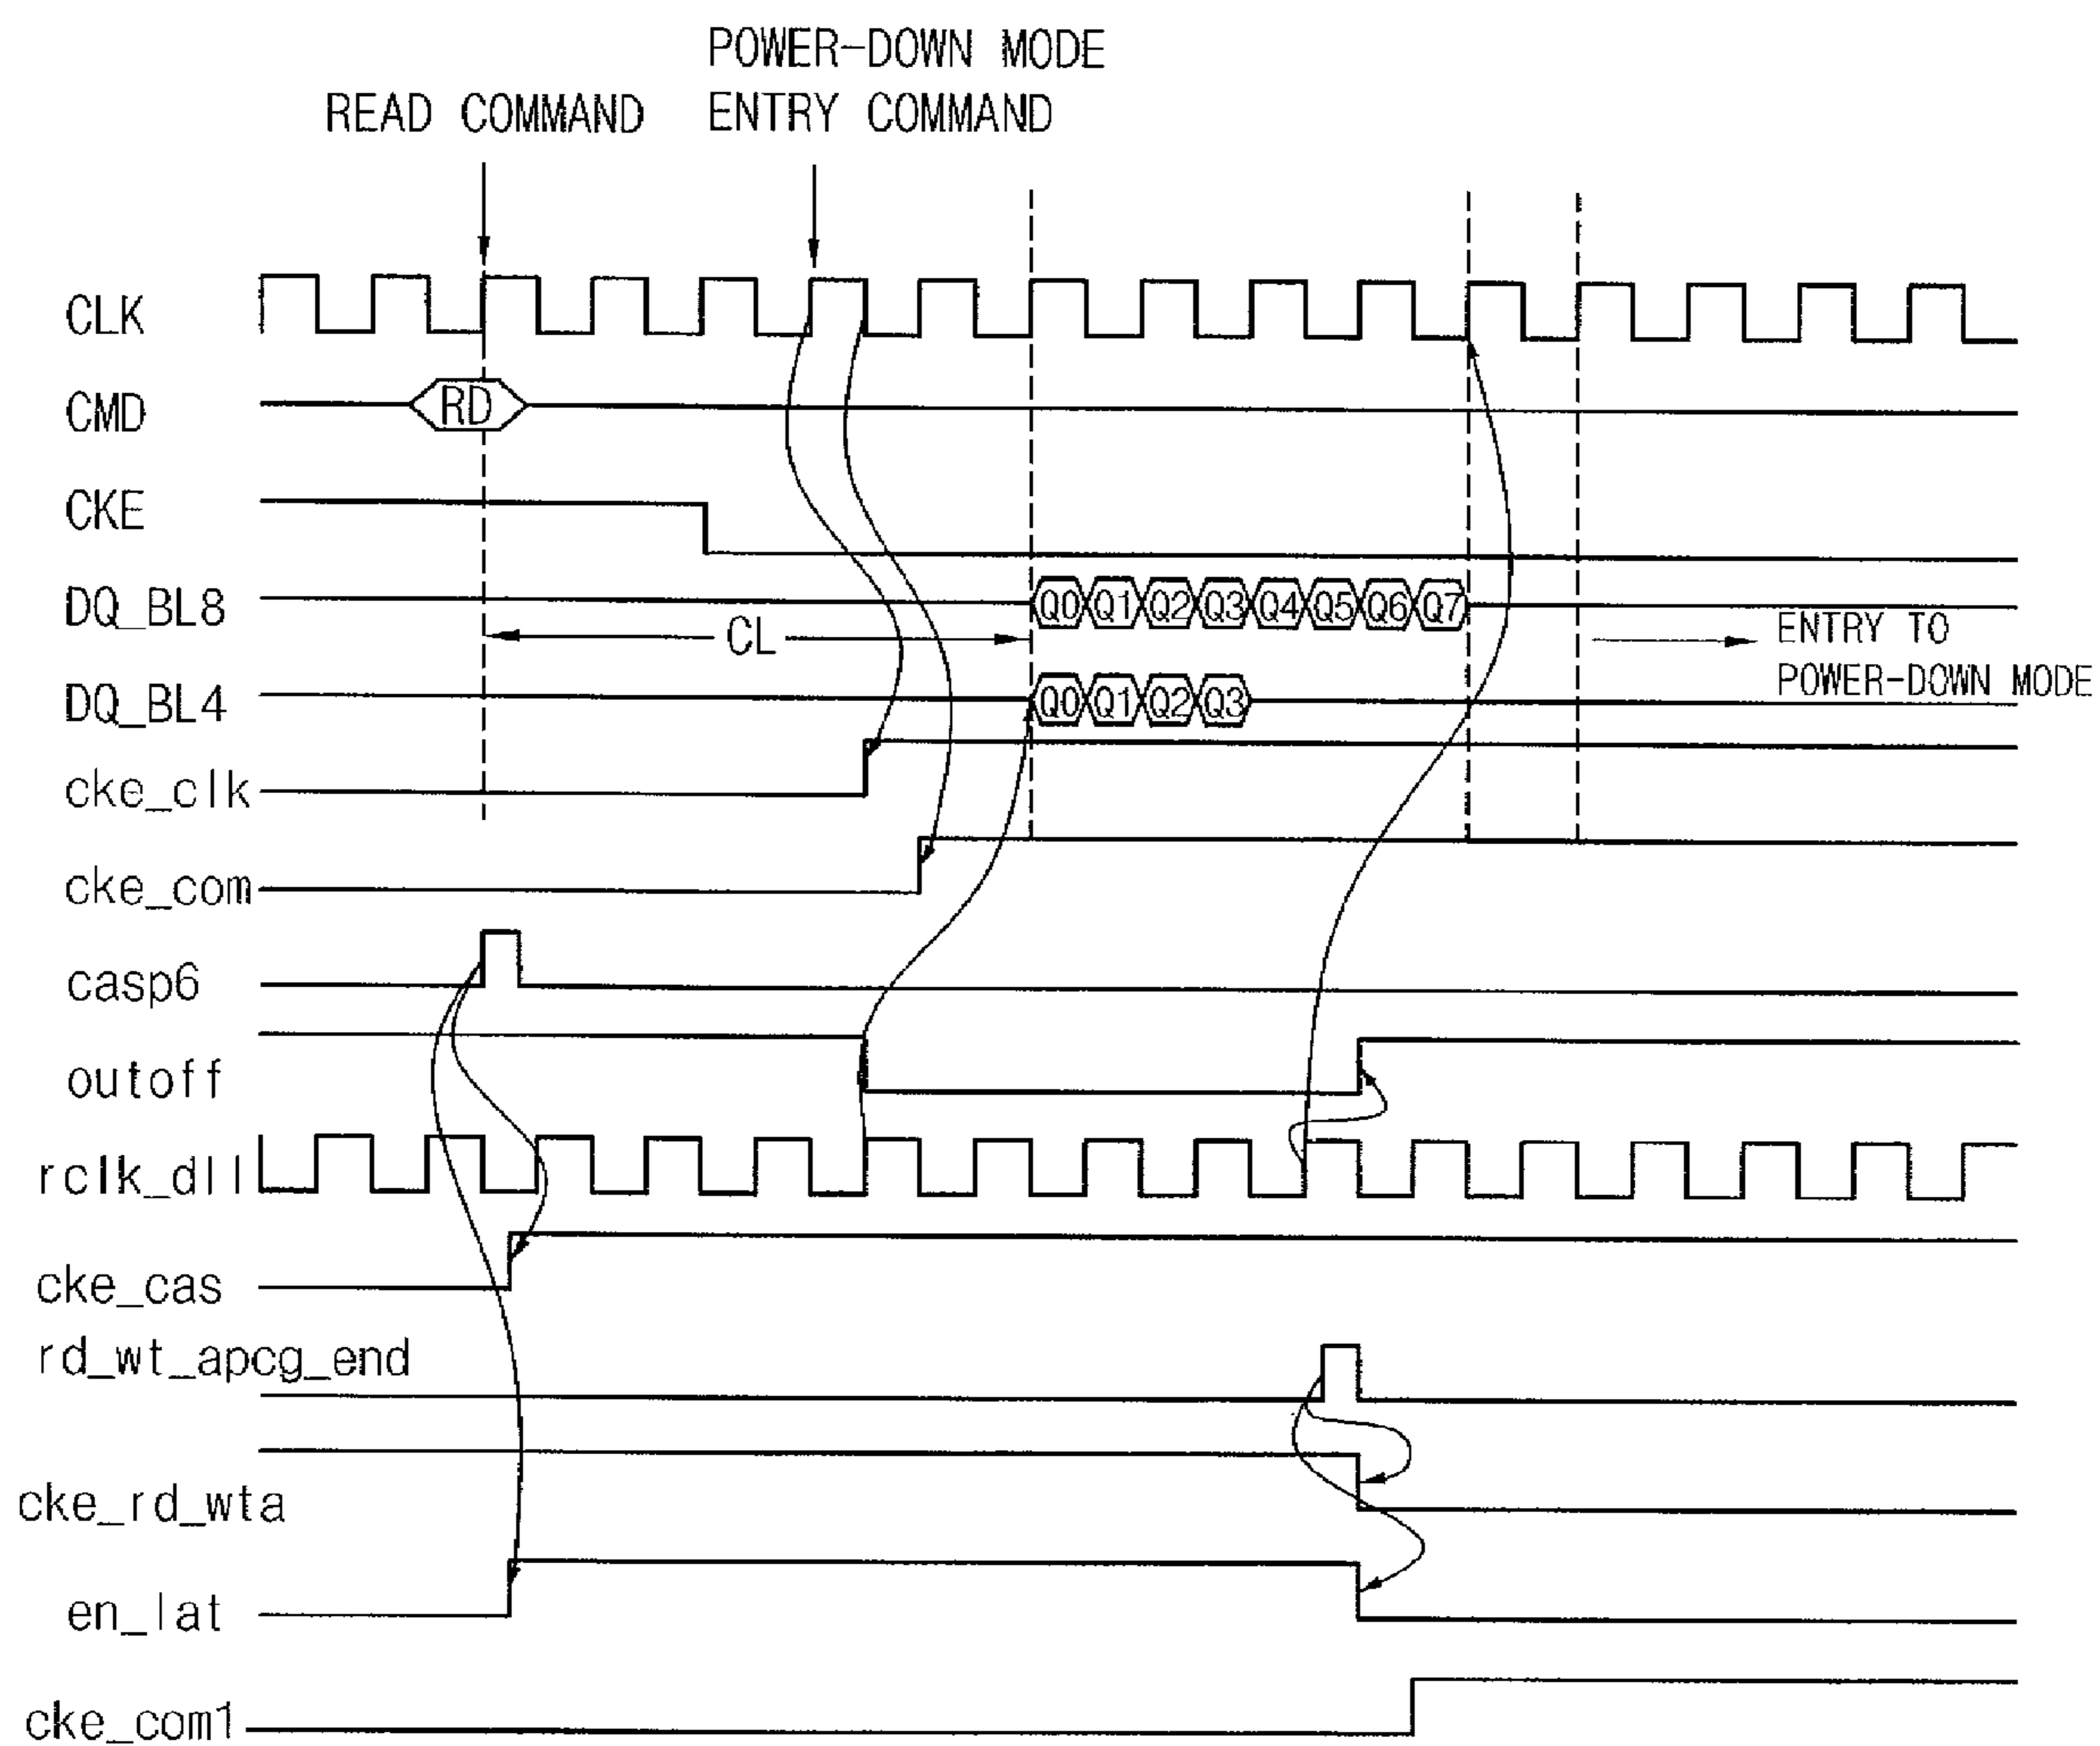 POWER-DOWN MODE
READ COMMAND ENTRY COMMAND
CLK
CMD RD
CKE
DQ_BL8 Q0 Q1 Q2 Q3 Q4 Q5 Q6 Q7
CL
ENTRY TO
POWER-DOWN MODE
DQ_BL4 Q0 Q1 Q2 Q3
cke_clk
cke_com
casp6
outoff
rclk_dll
cke_cas
rd_wt_apcg_end
cke_rd_wta
en_lat
cke_com1